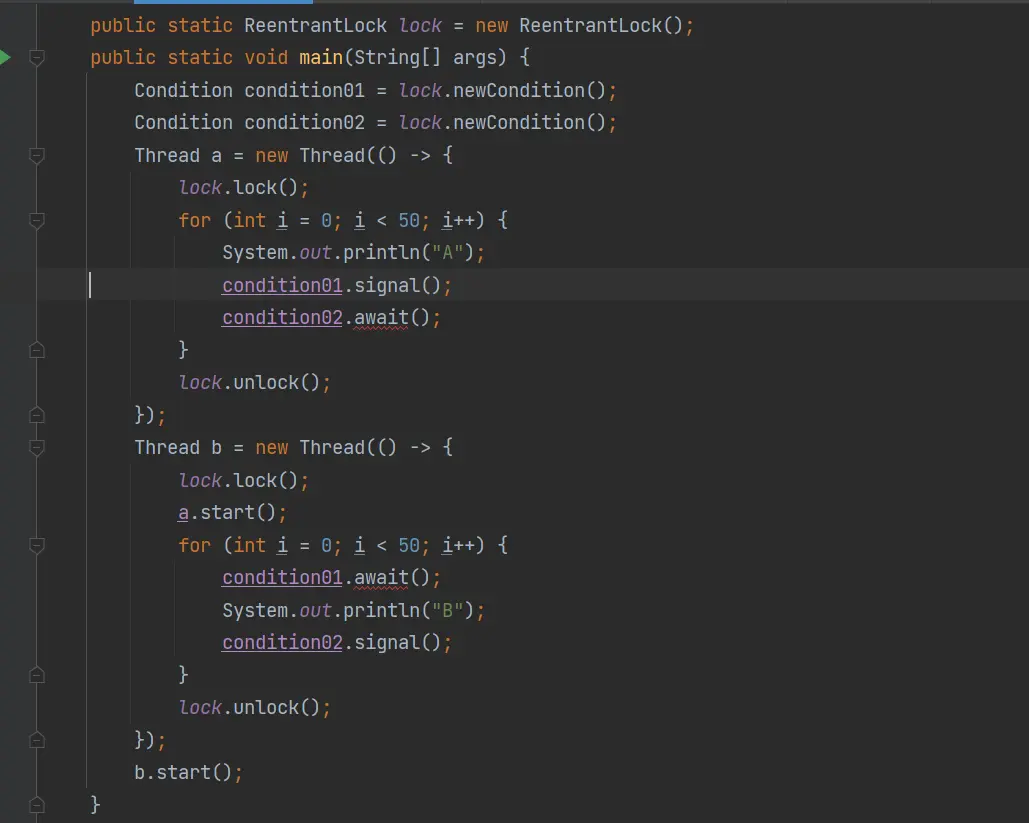 public static ReentrantLock lock = new ReentrantLock();
public static void main(String[] args) {
Condition condition01 = lock.newCondition();
Condition condition02 = lock.newCondition();
Thread a = new Thread(() -> {
lock.lock();
for (int i = 0; i < 50; i++) {
System.out.println("A");
condition01.signal();
condition02.await();
}
lock.unlock();
});
Thread b = new Thread(() -> {
lock.lock();
a.start();
for (int i = 0; i < 50; i++) {
condition01.await();
System.out.println("B");
condition02.signal();
}
lock.unlock();
});
b.start();
}